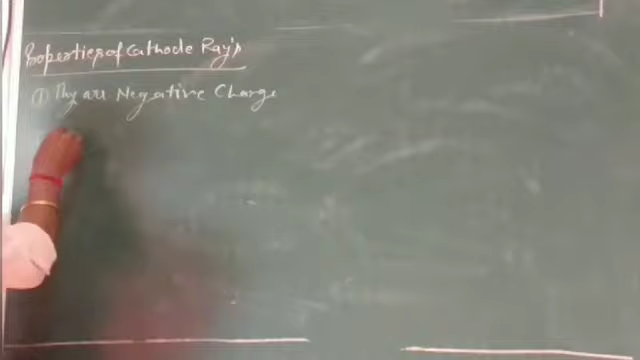 Properties of Cathode Ray's
① They are Negative Charge